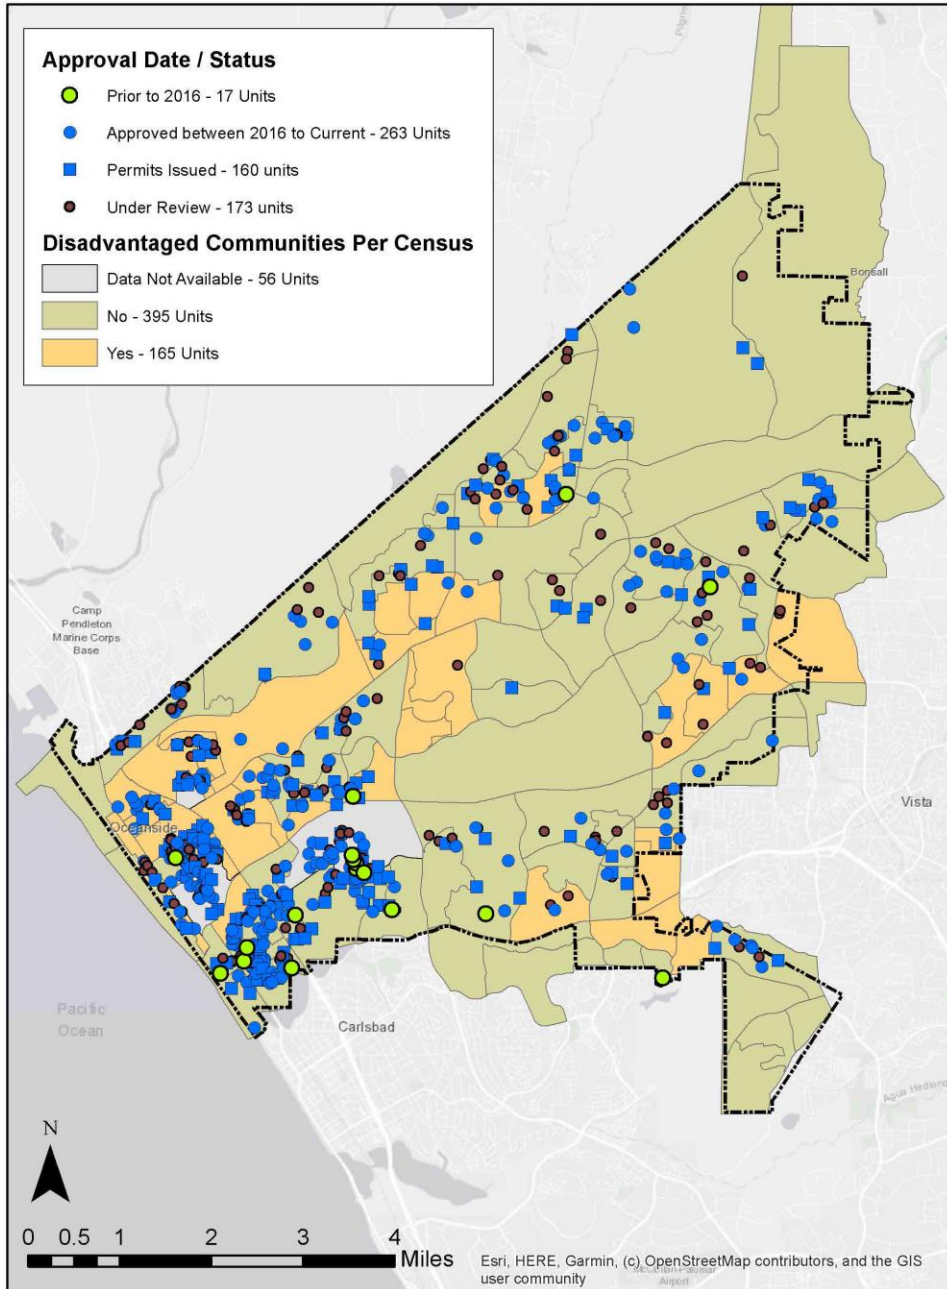 Approval Date / Status
Prior to 2016 - 17 Units
Approved between 2016 to Current - 263 Units
Permits Issued - 160 units
Under Review - 173 units
Disadvantaged Communities Per Census
Data Not Available - 56 Units
No - 395 Units
Yes - 165 Units
Bonsall
Camp
Pendleton
Marine Corps
Base
Oceanside
Vista
Pacific
Ocean
Carlsbad
N
0 0.5 1 2 3 4
Miles
Esri, HERE, Garmin, (c) OpenStreetMap contributors, and the GIS
user community
Airport